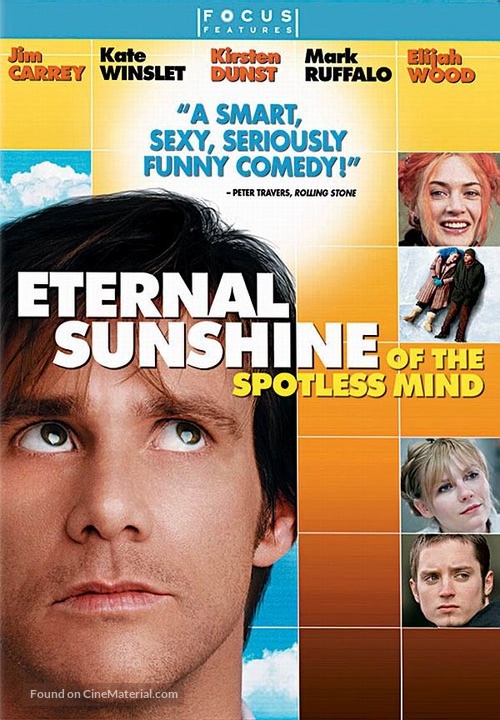 FOCUS
FEATURES
Jim Kate Kirsten Mark Elijah
CARREY WINSLET DUNST RUFFALO WOOD
“A SMART,
SEXY, SERIOUSLY
FUNNY COMEDY!”
– PETER TRAVERS, ROLLING STONE
ETERNAL
SUNSHINE OF THE
SPOTLESS MIND
Found on CineMaterial.com